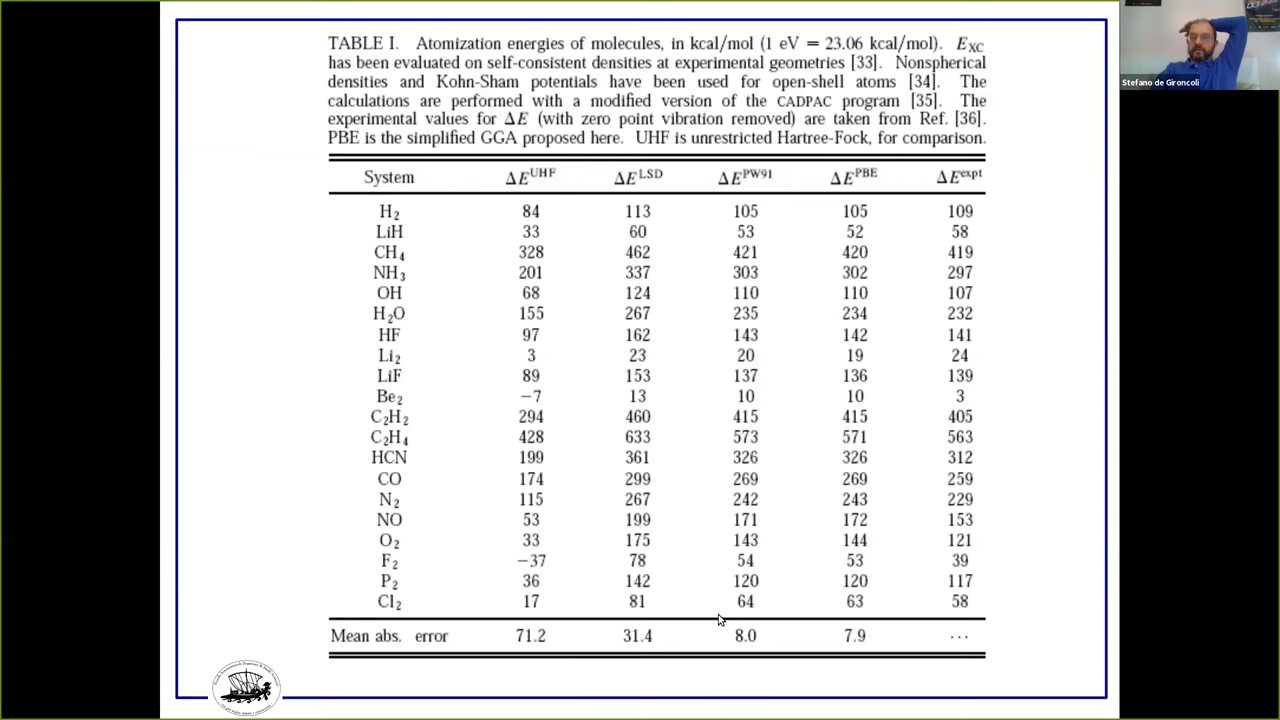 TABLE I. Atomization energies of molecules, in kcal/mol (1 eV = 23.06 kcal/mol). E_XC
has been evaluated on self-consistent densities at experimental geometries [33]. Nonspherical
densities and Kohn-Sham potentials have been used for open-shell atoms [34]. The
calculations are performed with a modified version of the CADPAC program [35]. The
experimental values for ΔE (with zero point vibration removed) are taken from Ref. [36].
PBE is the simplified GGA proposed here. UHF is unrestricted Hartree-Fock, for comparison.
System ΔE^UHF ΔE^LSD ΔE^PW91 ΔE^PBE ΔE^expt
H₂ 84 113 105 105 109
LiH 33 60 53 52 58
CH₄ 328 462 421 420 419
NH₃ 201 337 303 302 297
OH 68 124 110 110 107
H₂O 155 267 235 234 232
HF 97 162 143 142 141
Li₂ 3 23 20 19 24
LiF 89 153 137 136 139
Be₂ −7 13 10 10 3
C₂H₂ 294 460 415 415 405
C₂H₄ 428 633 573 571 563
HCN 199 361 326 326 312
CO 174 299 269 269 259
N₂ 115 267 242 243 229
NO 53 199 171 172 153
O₂ 33 175 143 144 121
F₂ −37 78 54 53 39
P₂ 36 142 120 120 117
Cl₂ 17 81 64 63 58
Mean abs. error 71.2 31.4 8.0 7.9 ···
Stefano de Gironcoli